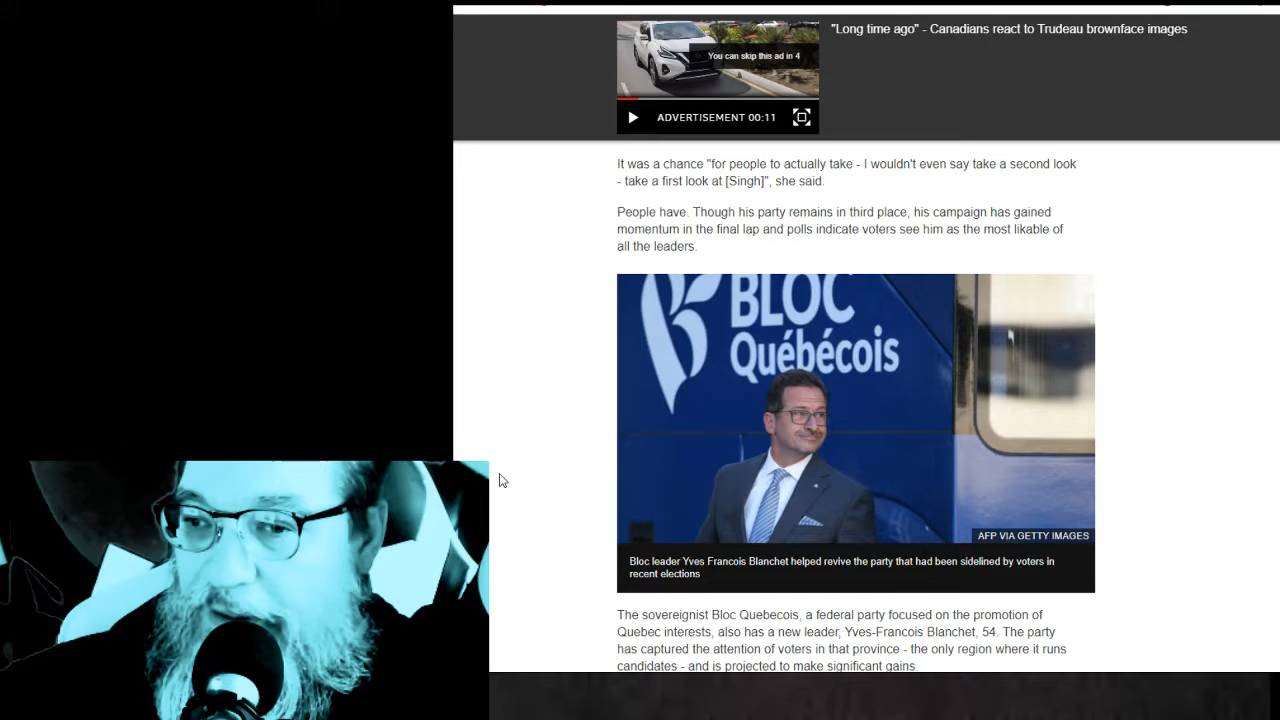 "Long time ago" - Canadians react to Trudeau brownface images
You can skip this ad in 4
ADVERTISEMENT 00:11
It was a chance "for people to actually take - I wouldn't even say take a second look
- take a first look at [Singh]", she said.
People have. Though his party remains in third place, his campaign has gained
momentum in the final lap and polls indicate voters see him as the most likable of
all the leaders.
BLOC
Québécois
AFP VIA GETTY IMAGES
Bloc leader Yves Francois Blanchet helped revive the party that had been sidelined by voters in
recent elections
The sovereignist Bloc Quebecois, a federal party focused on the promotion of
Quebec interests, also has a new leader, Yves-Francois Blanchet, 54. The party
has captured the attention of voters in that province - the only region where it runs
candidates - and is projected to make significant gains.